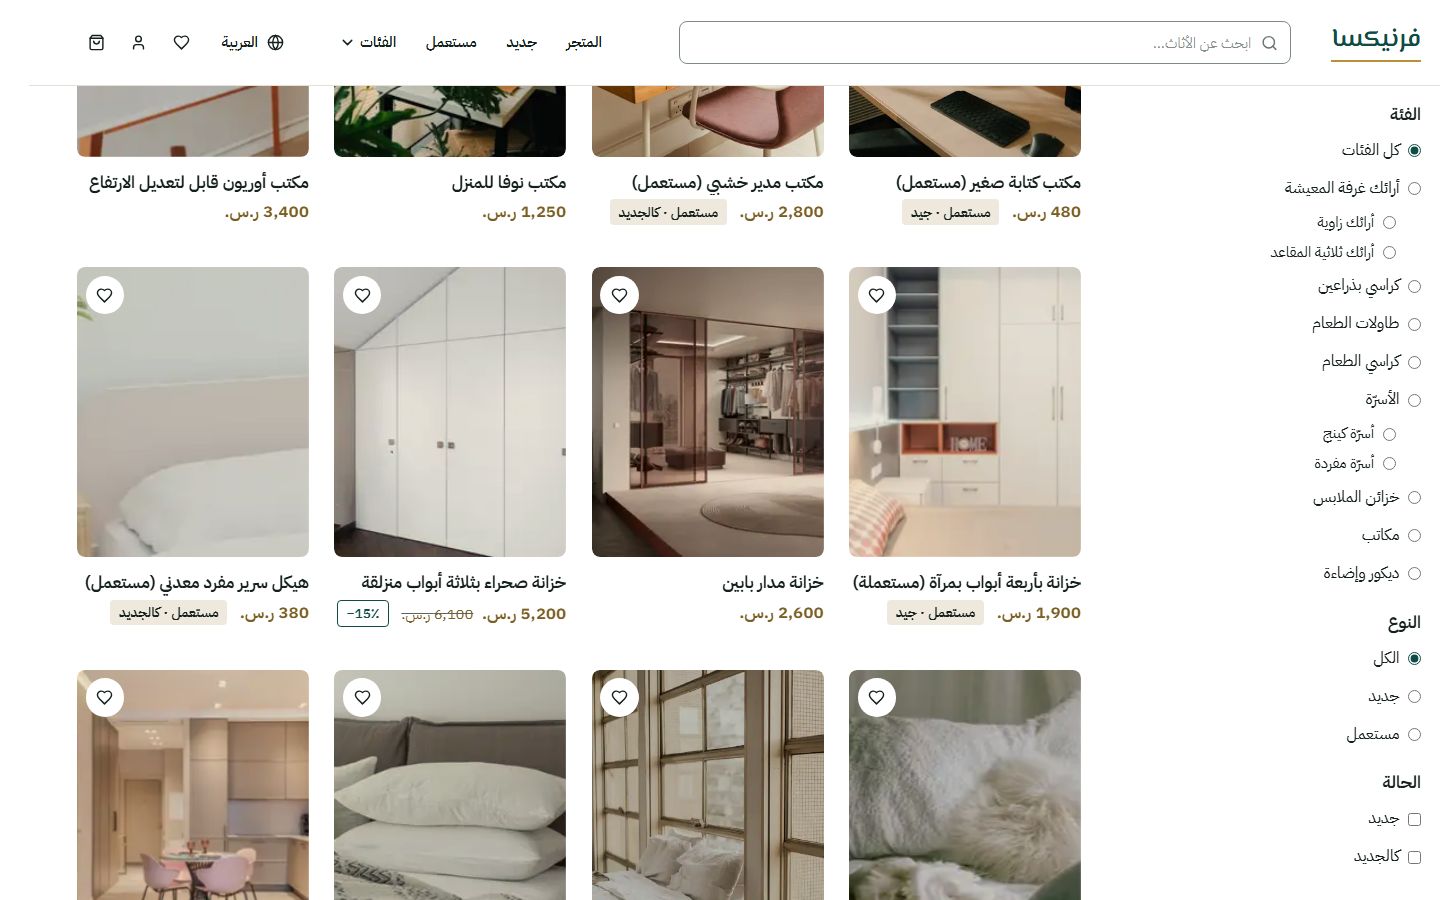 فرنيكسا
ابحث عن الأثاث...
المتجر
جديد
مستعمل
الفئات
العربية
الفئة
كل الفئات
أرائك غرفة المعيشة
أرائك زاوية
أرائك ثلاثية المقاعد
كراسي بذراعين
طاولات الطعام
كراسي الطعام
الأسرّة
أسرّة كينج
أسرّة مفردة
خزائن الملابس
مكاتب
ديكور وإضاءة
النوع
الكل
جديد
مستعمل
الحالة
جديد
كالجديد
مكتب كتابة صغير (مستعمل)
480 ر.س. مستعمل · جيد
مكتب مدير خشبي (مستعمل)
2,800 ر.س. مستعمل · كالجديد
مكتب نوفا للمنزل
1,250 ر.س.
مكتب أوريون قابل لتعديل الارتفاع
3,400 ر.س.
HOME
خزانة بأربعة أبواب بمرآة (مستعملة)
1,900 ر.س. مستعمل · جيد
خزانة مدار بابين
2,600 ر.س.
خزانة صحراء بثلاثة أبواب منزلقة
5,200 ر.س. 6,100 ر.س. −15٪
هيكل سرير مفرد معدني (مستعمل)
380 ر.س. مستعمل · كالجديد